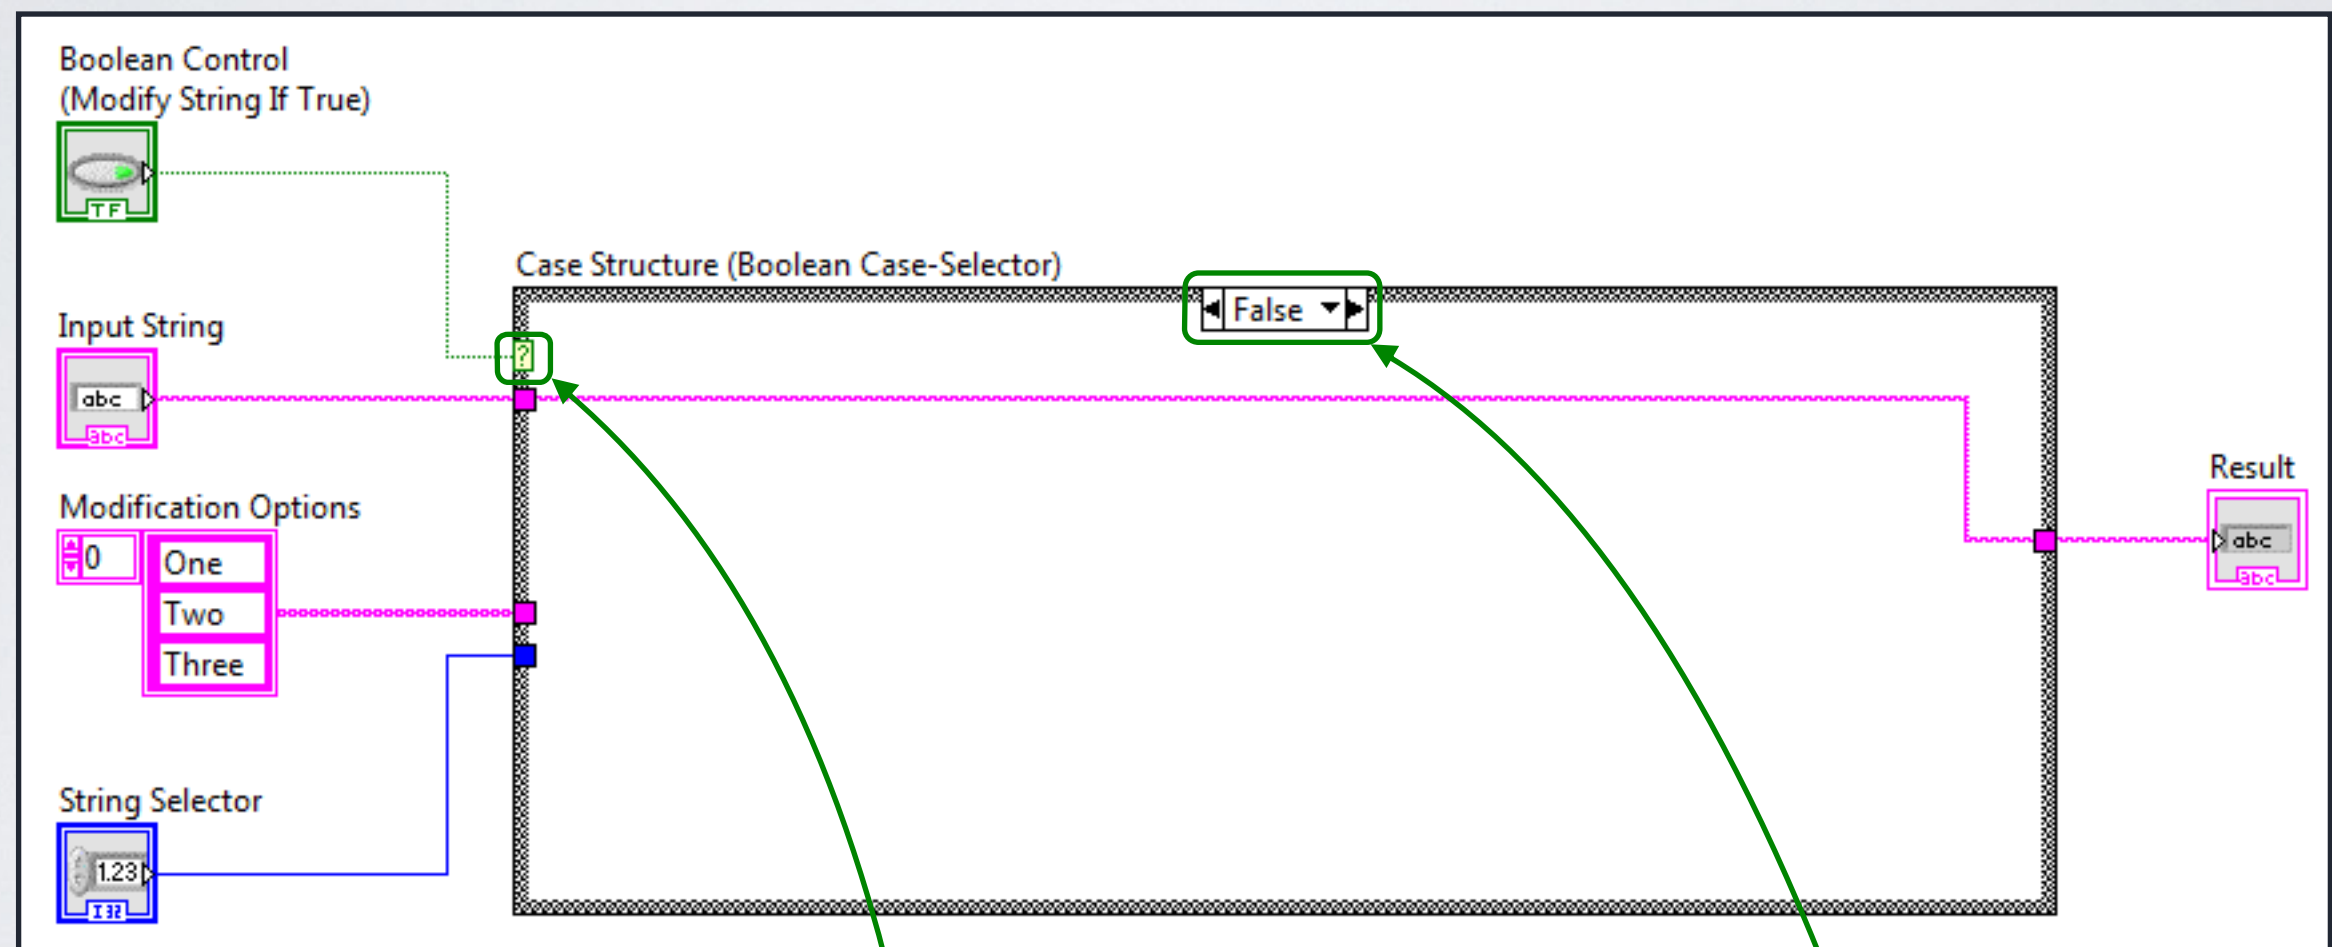 Boolean Control
(Modify String If True)
TF
Case Structure (Boolean Case-Selector)
False
?
Input String
abc
abc
Modification Options
0
One
Two
Three
Result
abc
abc
String Selector
1.23
I32